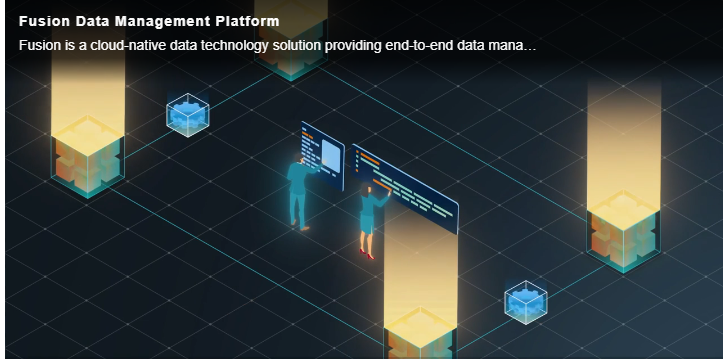 Fusion Data Management Platform
Fusion is a cloud-native data technology solution providing end-to-end data mana…